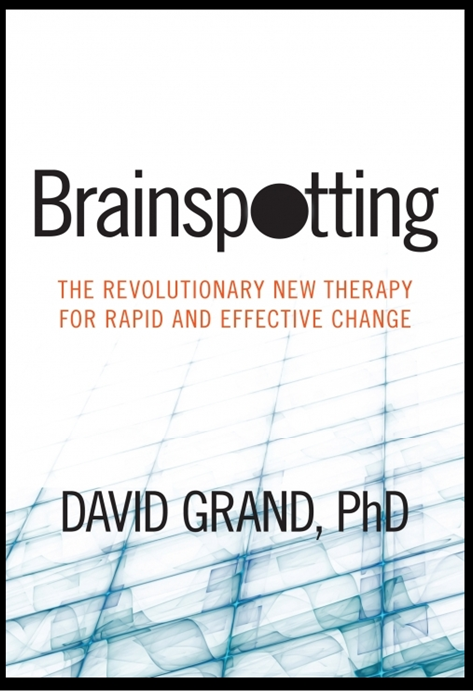 Brainspotting
THE REVOLUTIONARY NEW THERAPY
FOR RAPID AND EFFECTIVE CHANGE
DAVID GRAND, PhD